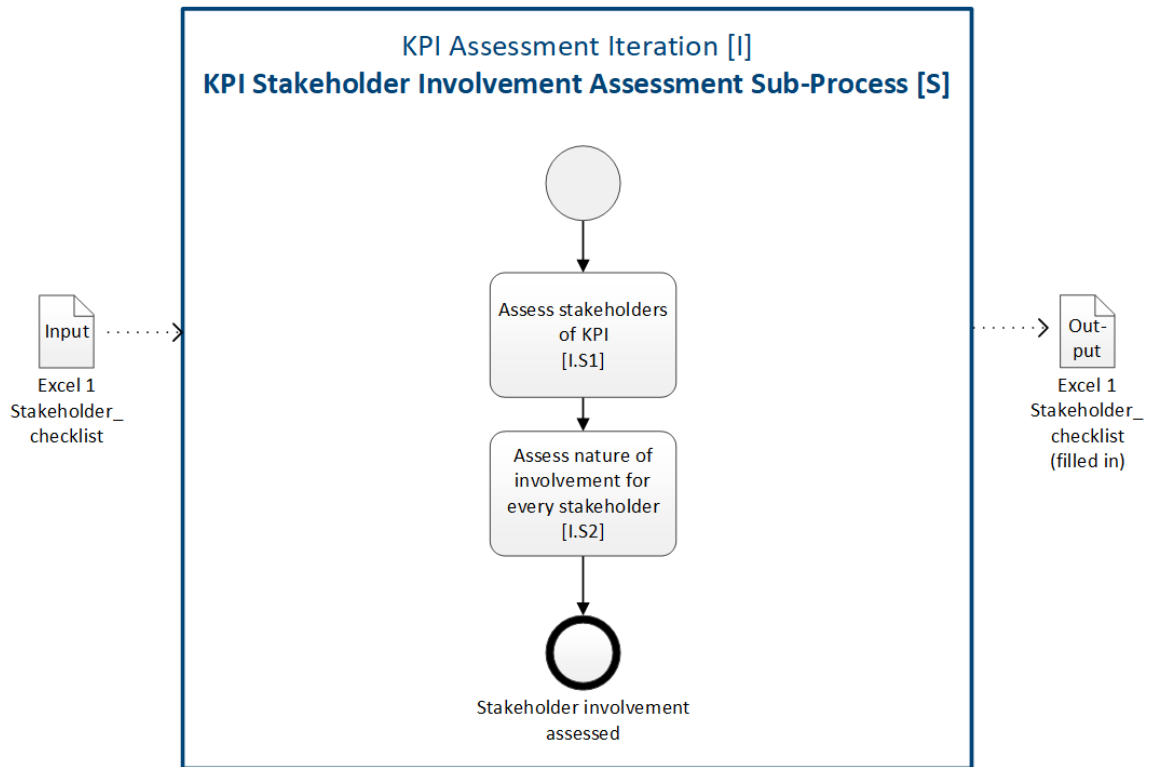 KPI Assessment Iteration [I]
KPI Stakeholder Involvement Assessment Sub-Process [S]
Input
Excel 1
Stakeholder_
checklist
Assess stakeholders
of KPI
[I.S1]
Assess nature of
involvement for
every stakeholder
[I.S2]
Stakeholder involvement
assessed
Out-
put
Excel 1
Stakeholder_
checklist
(filled in)